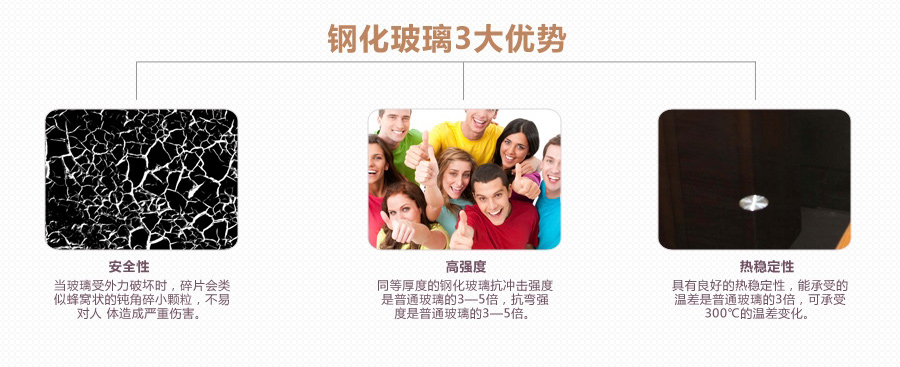 钢化玻璃3大优势
安全性
当玻璃受外力破坏时，碎片会类
似蜂窝状的钝角碎小颗粒，不易
对人 体造成严重伤害。
高强度
同等厚度的钢化玻璃抗冲击强度
是普通玻璃的3—5倍，抗弯强
度是普通玻璃的3—5倍。
热稳定性
具有良好的热稳定性，能承受的
温差是普通玻璃的3倍，可承受
300℃的温差变化。